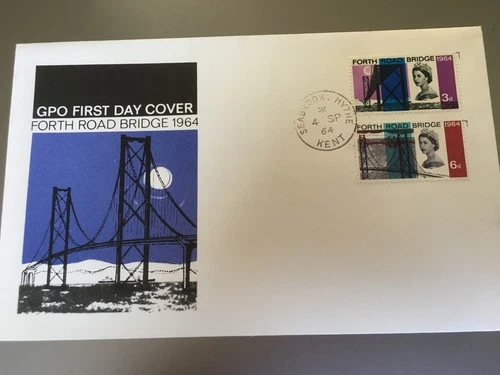 GPO FIRST DAY COVER
FORTH ROAD BRIDGE 1964
FORTH ROAD BRIDGE 1964
3d
SEABROOK, HYTHE
*
4 SP
64
KENT
FORTH ROAD BRIDGE 1964
6d